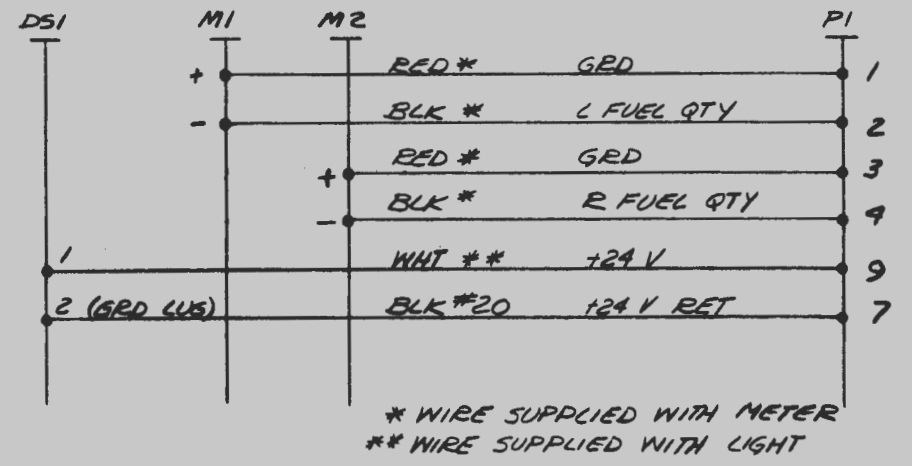 DS1 M1 M2 P1
+ RED * GRD 1
- BLK * L FUEL QTY 2
+ RED * GRD 3
- BLK * R FUEL QTY 4
1 WHT ** +24 V 9
2 (GRD LUG) BLK #20 +24 V RET 7
* WIRE SUPPLIED WITH METER
** WIRE SUPPLIED WITH LIGHT